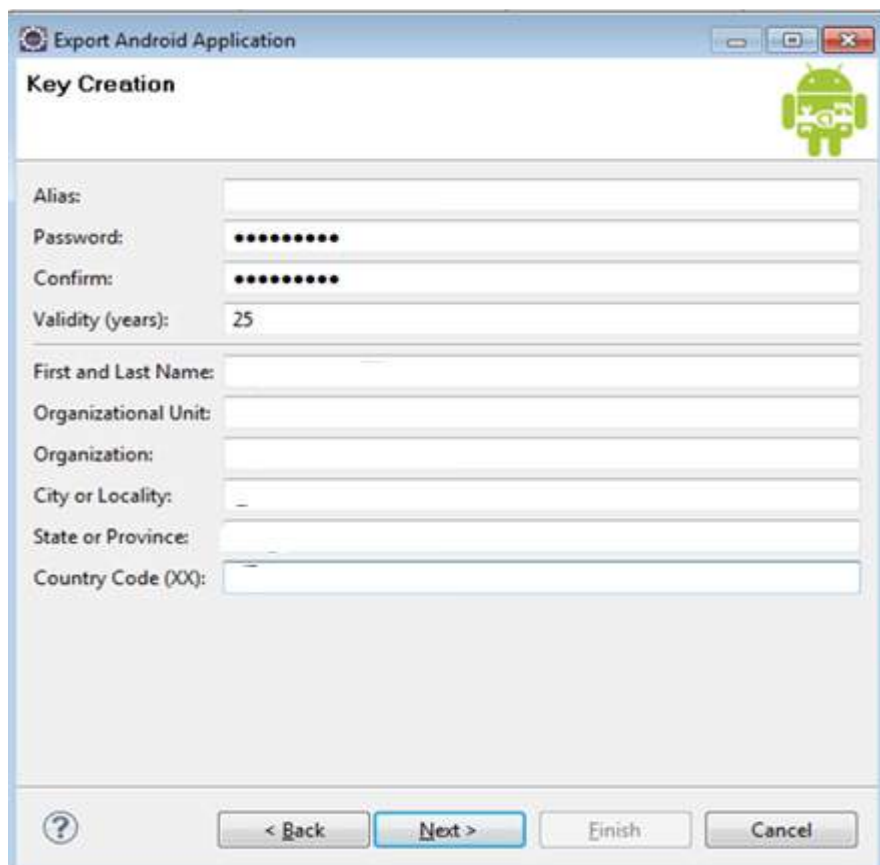 Export Android Application
Key Creation
Alias:
Password: •••••••••
Confirm: •••••••••
Validity (years): 25
First and Last Name:
Organizational Unit:
Organization:
City or Locality:
State or Province:
Country Code (XX):
? < Back Next > Finish Cancel